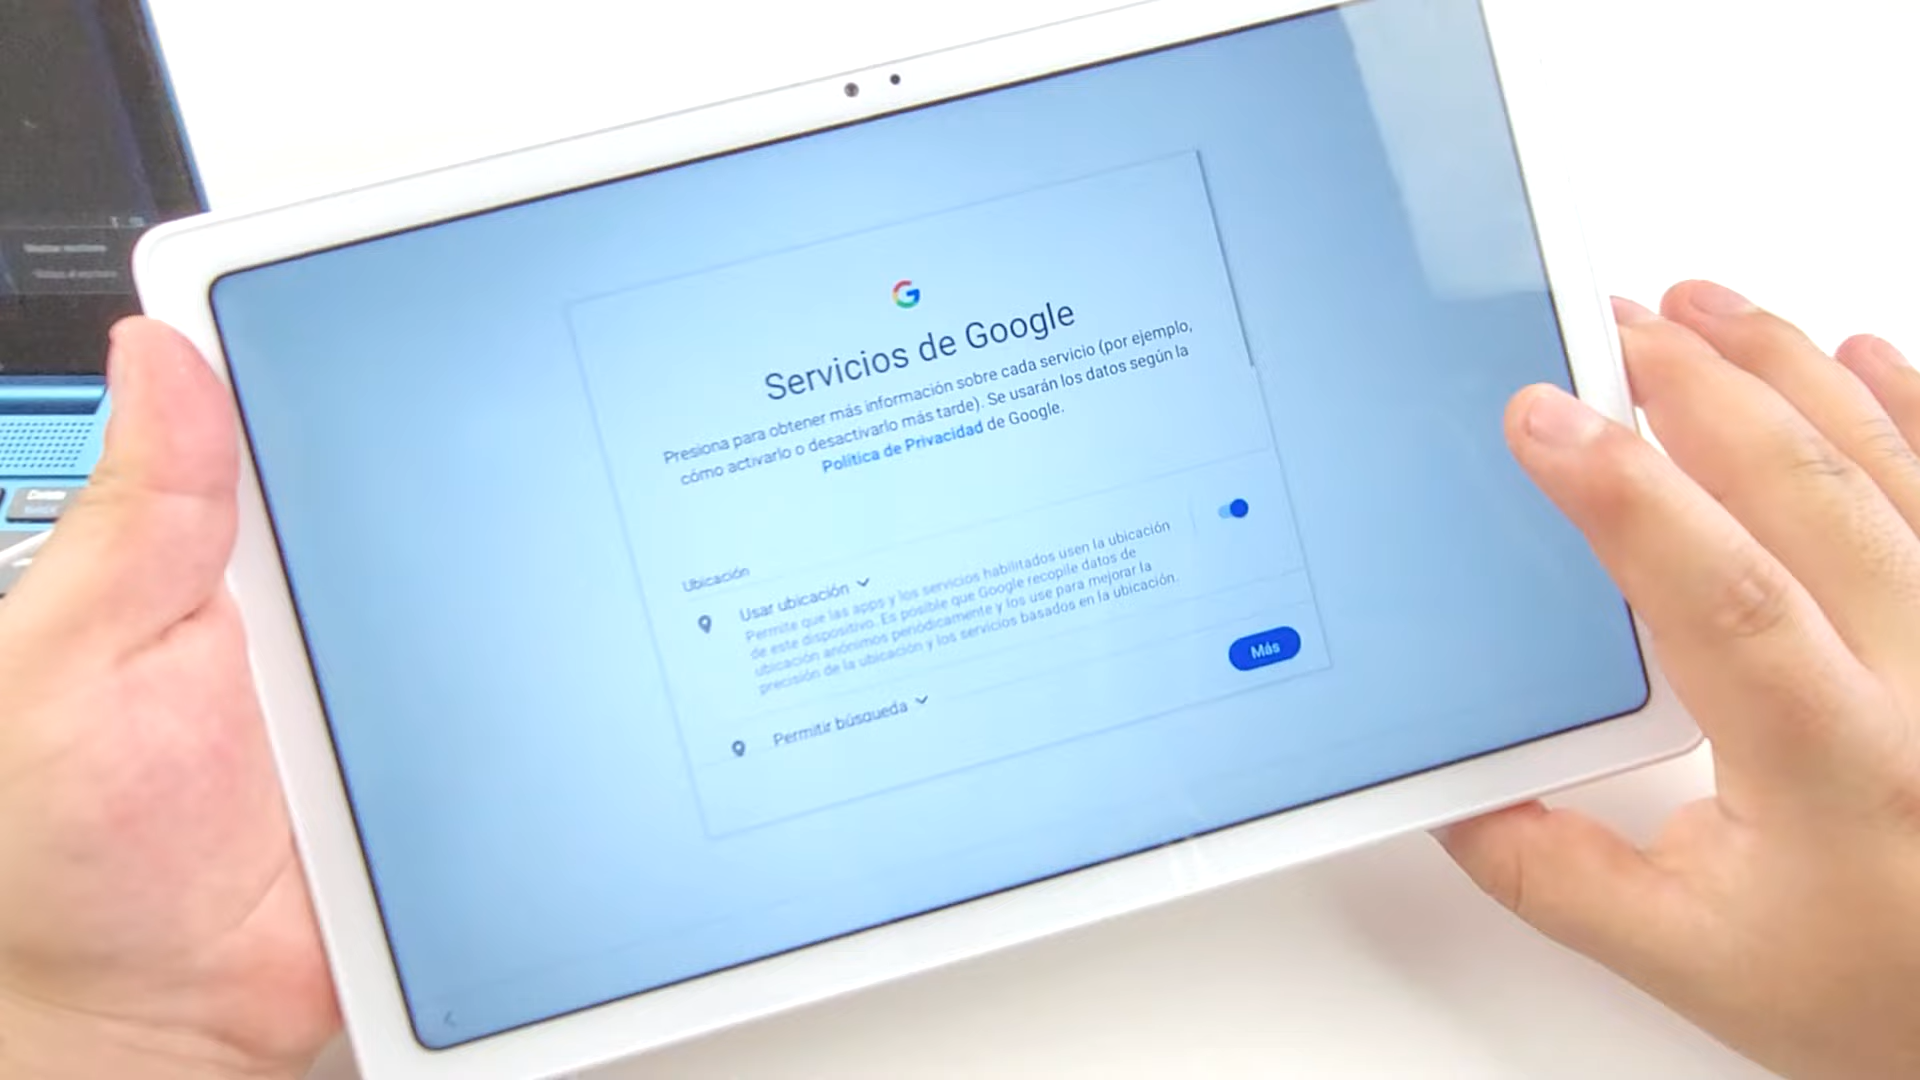 Servicios de Google
Presiona para obtener más información sobre cada servicio (por ejemplo,
cómo activarlo o desactivarlo más tarde). Se usarán los datos según la
Política de Privacidad de Google.
Ubicación
Usar ubicación
Permite que las apps y los servicios habilitados usen la ubicación
de este dispositivo. Es posible que Google recopile datos de
ubicación anónimos periódicamente y los use para mejorar la
precisión de la ubicación y los servicios basados en la ubicación.
Permitir búsqueda
Más